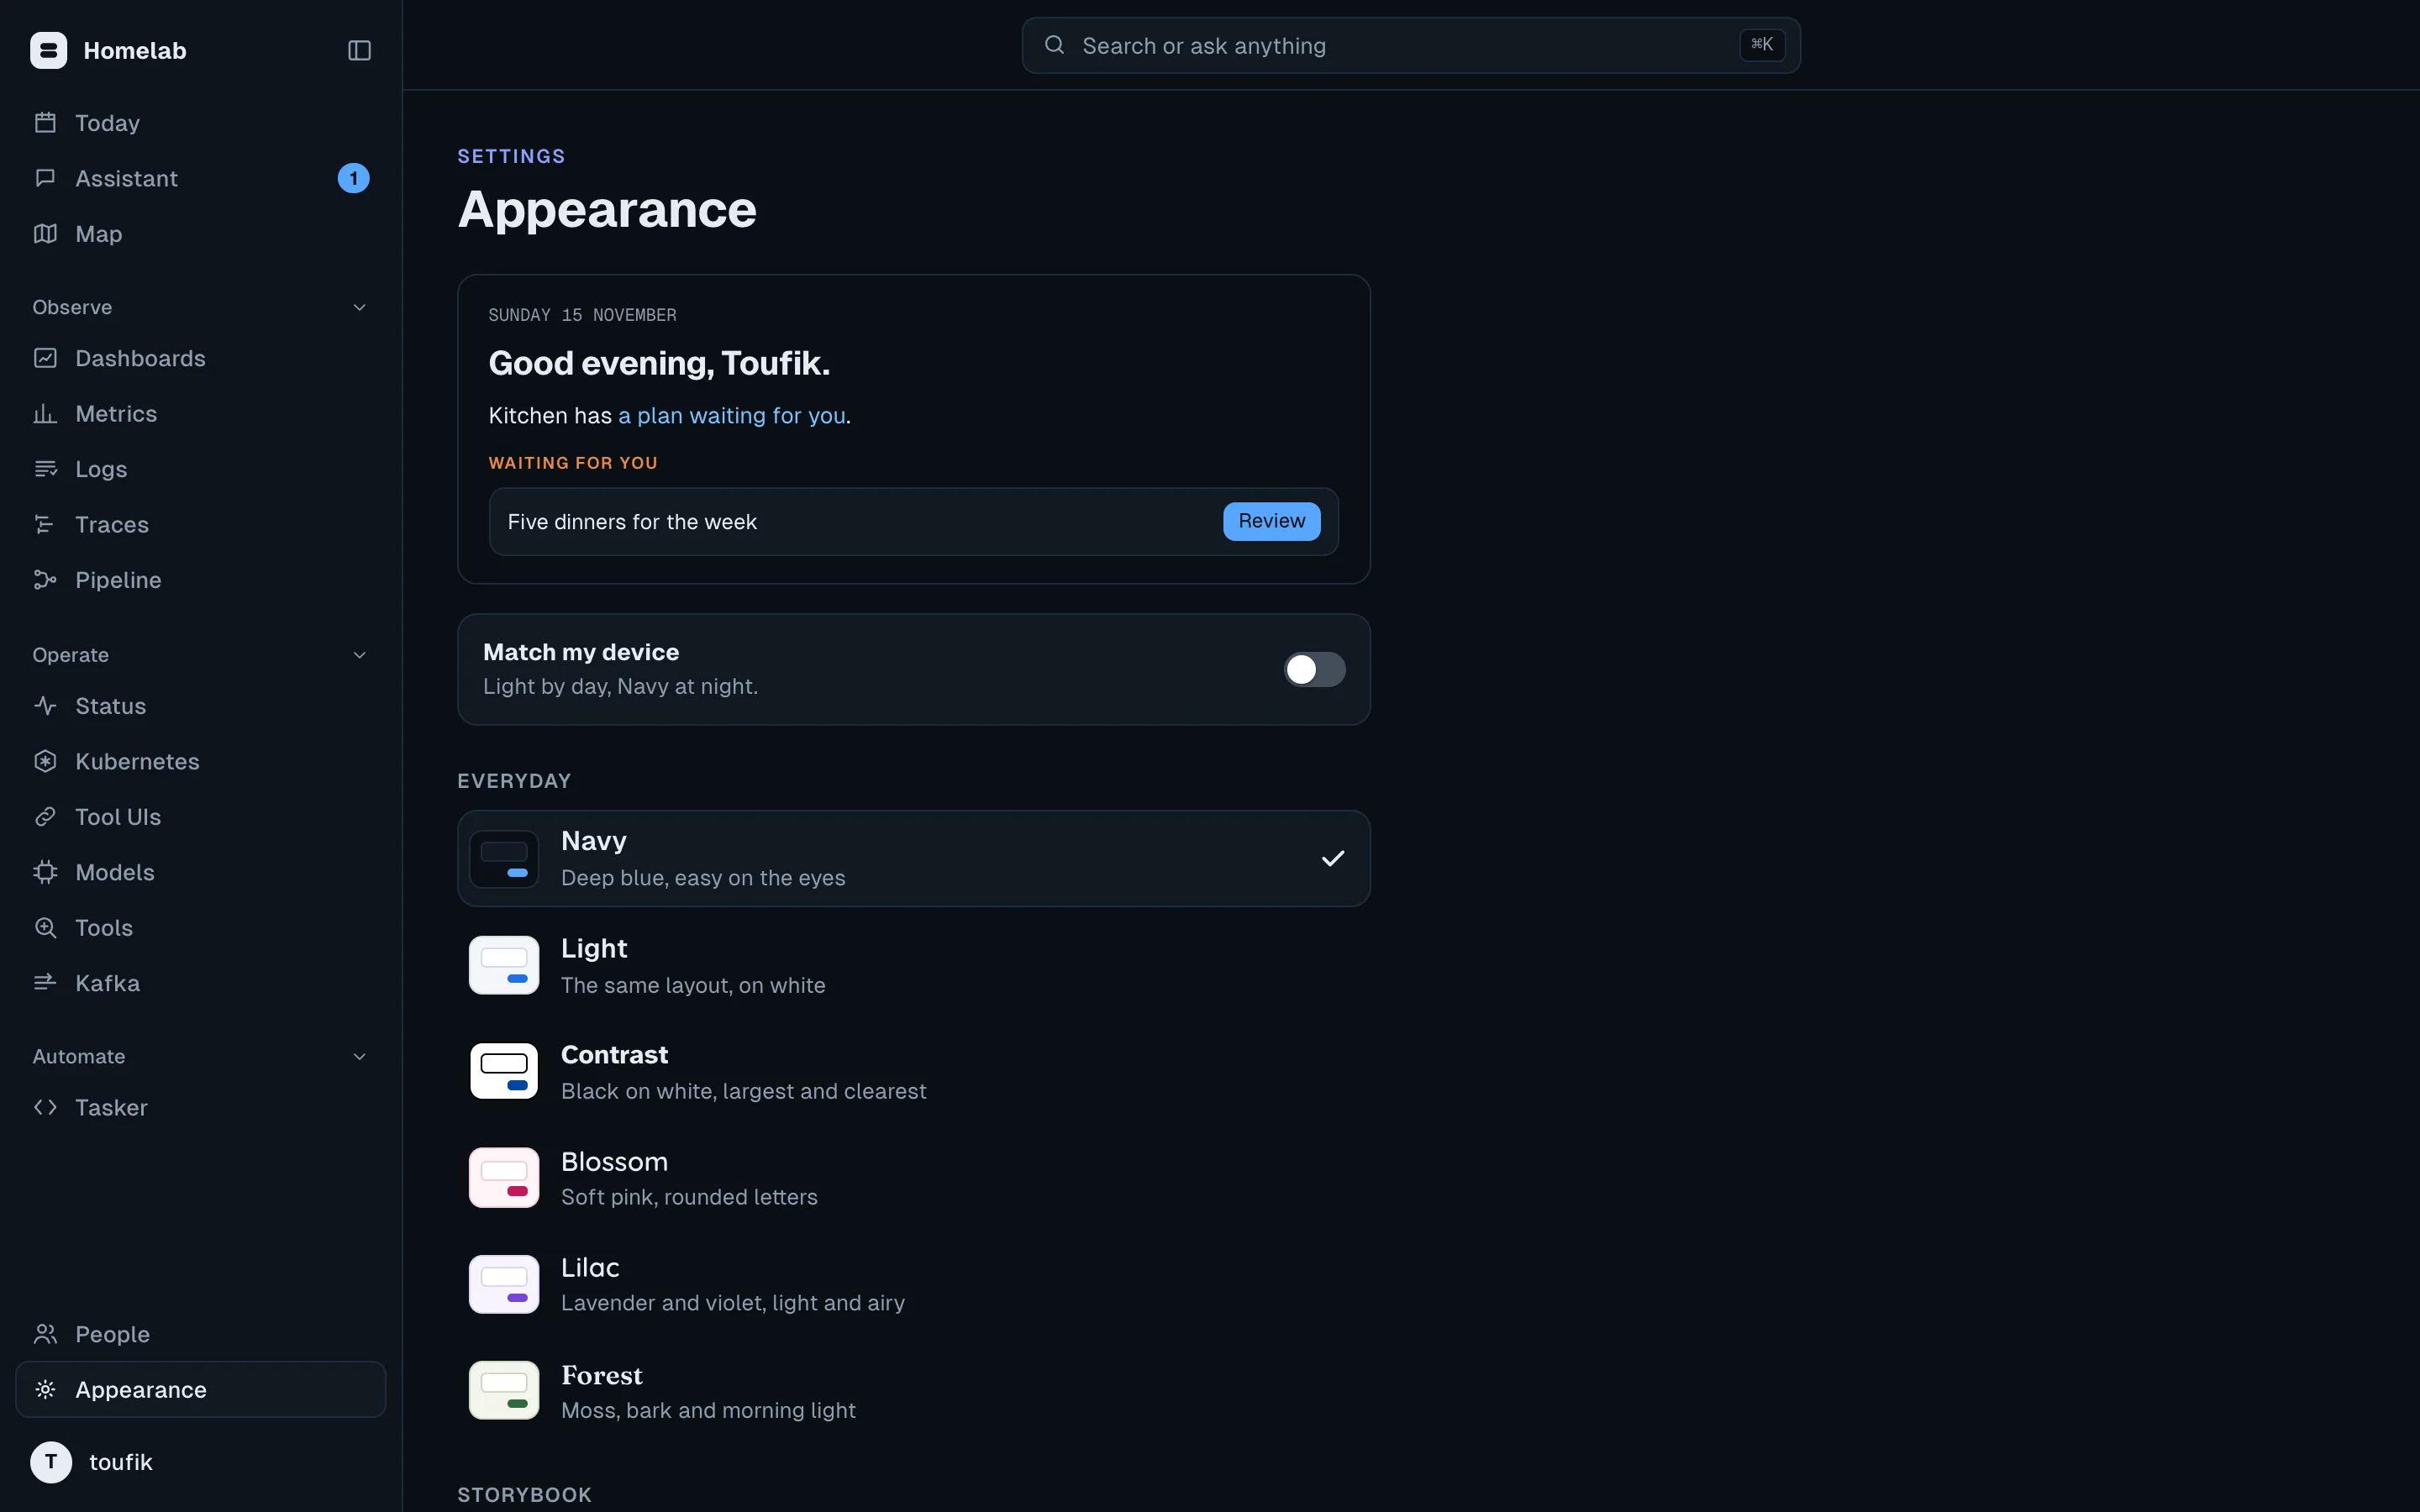 Homelab
Search or ask anything
⌘K
Today
Assistant
1
Map
Observe
Dashboards
Metrics
Logs
Traces
Pipeline
Operate
Status
Kubernetes
Tool UIs
Models
Tools
Kafka
Automate
Tasker
People
Appearance
T
toufik
SETTINGS
Appearance
SUNDAY 15 NOVEMBER
Good evening, Toufik.
Kitchen has a plan waiting for you.
WAITING FOR YOU
Five dinners for the week
Review
Match my device
Light by day, Navy at night.
EVERYDAY
Navy
Deep blue, easy on the eyes
Light
The same layout, on white
Contrast
Black on white, largest and clearest
Blossom
Soft pink, rounded letters
Lilac
Lavender and violet, light and airy
Forest
Moss, bark and morning light
STORYBOOK